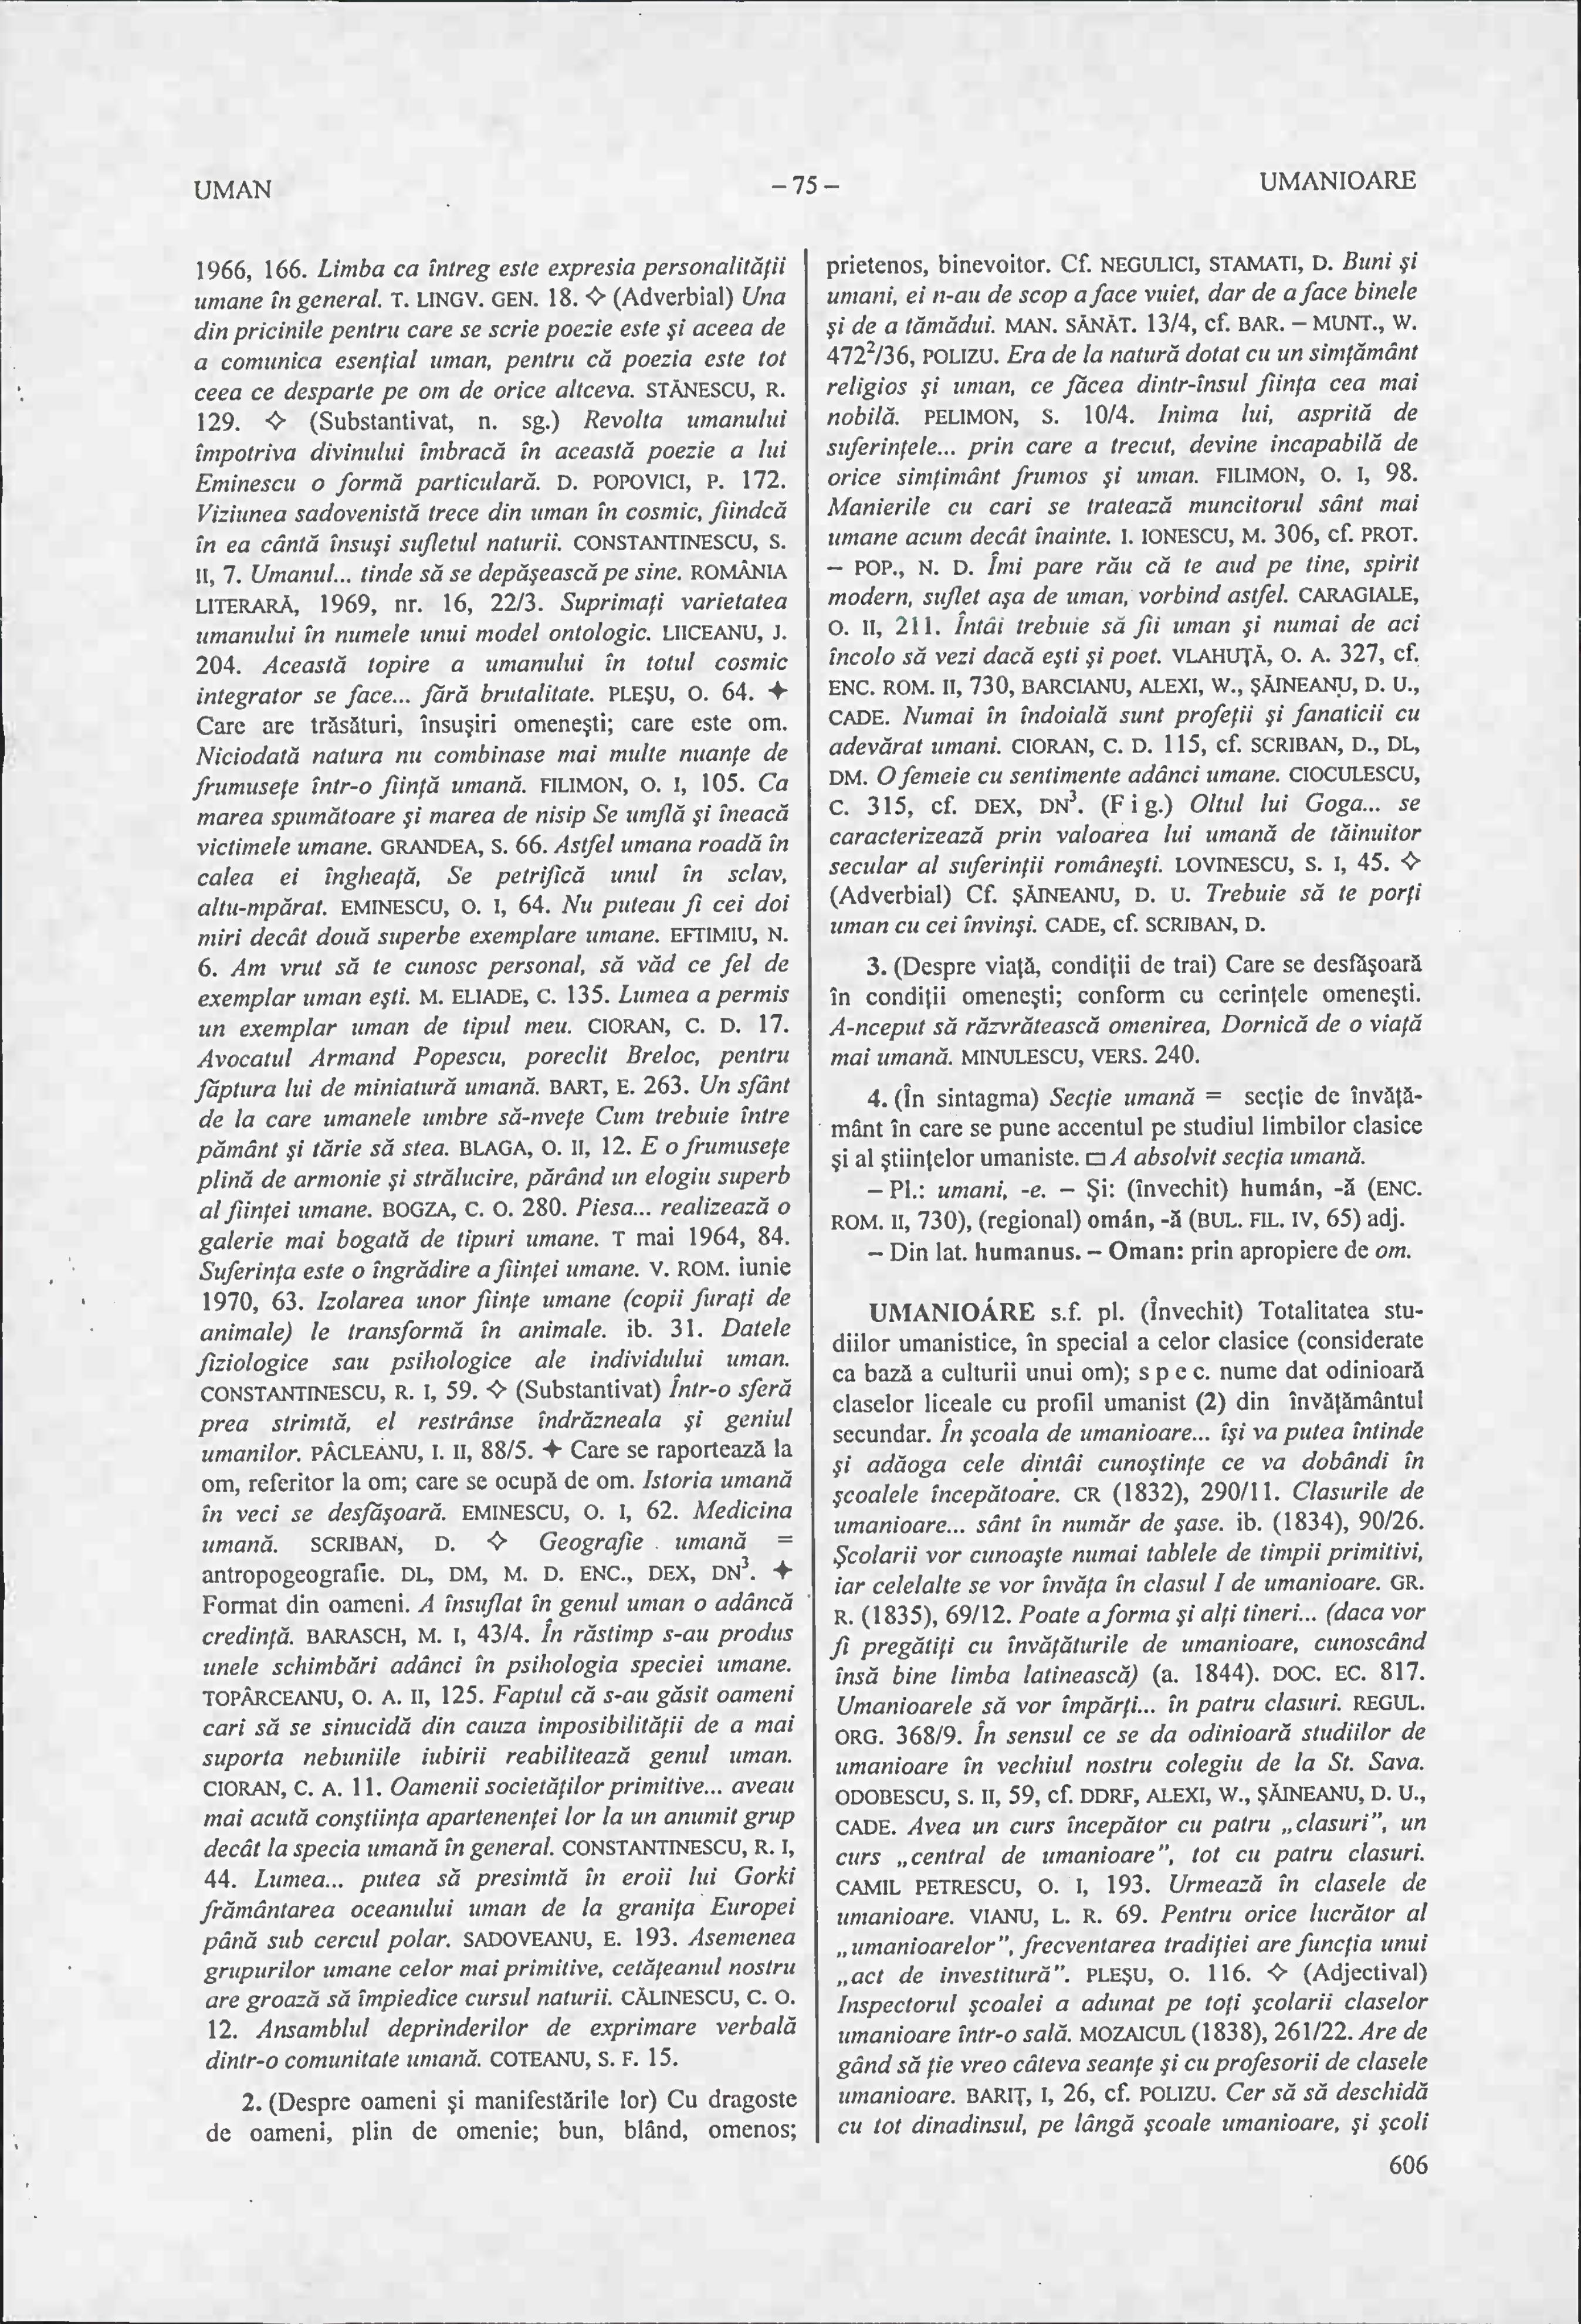 UMAN
– 75 –
UMANIOARE
1966, 166. Limba ca întreg este expresia personalităţii
umane în general. T. LINGV. GEN. 18. ✧ (Adverbial) Una
din pricinile pentru care se scrie poezie este şi aceea de
a comunica esenţial uman, pentru că poezia este tot
ceea ce desparte pe om de orice altceva. STĂNESCU, R.
129. ✧ (Substantivat, n. sg.) Revolta umanului
împotriva divinului îmbracă în această poezie a lui
Eminescu o formă particulară. D. POPOVICI, P. 172.
Viziunea sadovenistă trece din uman în cosmic, fiindcă
în ea cântă însuşi sufletul naturii. CONSTANTINESCU, S.
II, 7. Umanul... tinde să se depăşească pe sine. ROMÂNIA
LITERARĂ, 1969, nr. 16, 22/3. Suprimaţi varietatea
umanului în numele unui model ontologic. LIICEANU, J.
204. Această topire a umanului în totul cosmic
integrator se face... fără brutalitate. PLEŞU, O. 64. ✦
Care are trăsături, însuşiri omeneşti; care este om.
Niciodată natura nu combinase mai multe nuanţe de
frumuseţe într-o fiinţă umană. FILIMON, O. I, 105. Ca
marea spumătoare şi marea de nisip Se umflă şi îneacă
victimele umane. GRANDEA, S. 66. Astfel umana roadă în
calea ei îngheaţă, Se petrifică unul în sclav,
altu-mpărat. EMINESCU, O. I, 64. Nu puteau fi cei doi
miri decât două superbe exemplare umane. EFTIMIU, N.
6. Am vrut să te cunosc personal, să văd ce fel de
exemplar uman eşti. M. ELIADE, C. 135. Lumea a permis
un exemplar uman de tipul meu. CIORAN, C. D. 17.
Avocatul Armand Popescu, poreclit Breloc, pentru
făptura lui de miniatură umană. BART, E. 263. Un sfânt
de la care umanele umbre să-nveţe Cum trebuie între
pământ şi tărie să stea. BLAGA, O. II, 12. E o frumuseţe
plină de armonie şi strălucire, părând un elogiu superb
al fiinţei umane. BOGZA, C. O. 280. Piesa... realizează o
galerie mai bogată de tipuri umane. T mai 1964, 84.
Suferinţa este o îngrădire a fiinţei umane. V. ROM. iunie
1970, 63. Izolarea unor fiinţe umane (copii furaţi de
animale) le transformă în animale. ib. 31. Datele
fiziologice sau psihologice ale individului uman.
CONSTANTINESCU, R. I, 59. ✧ (Substantivat) Într-o sferă
prea strimtă, el restrânse îndrăzneala şi geniul
umanilor. PÂCLEANU, I. II, 88/5. ✦ Care se raportează la
om, referitor la om; care se ocupă de om. Istoria umană
în veci se desfăşoară. EMINESCU, O. I, 62. Medicina
umană. SCRIBAN, D. ✧ Geografie umană =
antropogeografie. DL, DM, M. D. ENC., DEX, DN³. ✦
Format din oameni. A însuflat în genul uman o adâncă
credinţă. BARASCH, M. I, 43/4. În răstimp s-au produs
unele schimbări adânci în psihologia speciei umane.
TOPÂRCEANU, O. A. II, 125. Faptul că s-au găsit oameni
cari să se sinucidă din cauza imposibilităţii de a mai
suporta nebuniile iubirii reabilitează genul uman.
CIORAN, C. A. 11. Oamenii societăţilor primitive... aveau
mai acută conştiinţa apartenenţei lor la un anumit grup
decât la specia umană în general. CONSTANTINESCU, R. I,
44. Lumea... putea să presimtă în eroii lui Gorki
frământarea oceanului uman de la graniţa Europei
până sub cercul polar. SADOVEANU, E. 193. Asemenea
grupurilor umane celor mai primitive, cetăţeanul nostru
are groază să împiedice cursul naturii. CĂLINESCU, C. O.
12. Ansamblul deprinderilor de exprimare verbală
dintr-o comunitate umană. COTEANU, S. F. 15.
2. (Despre oameni şi manifestările lor) Cu dragoste
de oameni, plin de omenie; bun, blând, omenos;
prietenos, binevoitor. Cf. NEGULICI, STAMATI, D. Buni şi
umani, ei n-au de scop a face vuiet, dar de a face binele
şi de a tămădui. MAN. SĂNĂT. 13/4, cf. BAR. – MUNT., W.
472²/36, POLIZU. Era de la natură dotat cu un simţământ
religios şi uman, ce făcea dintr-însul fiinţa cea mai
nobilă. PELIMON, S. 10/4. Inima lui, asprită de
suferinţele... prin care a trecut, devine incapabilă de
orice simţimânt frumos şi uman. FILIMON, O. I, 98.
Manierile cu cari se tratează muncitorul sânt mai
umane acum decât înainte. I. IONESCU, M. 306, cf. PROT.
– POP., N. D. Îmi pare rău că te aud pe tine, spirit
modern, suflet aşa de uman, vorbind astfel. CARAGIALE,
O. II, 211. Întâi trebuie să fii uman şi numai de aci
încolo să vezi dacă eşti şi poet. VLAHUŢĂ, O. A. 327, cf.
ENC. ROM. II, 730, BARCIANU, ALEXI, W., ŞĂINEANU, D. U.,
CADE. Numai în îndoială sunt profeţii şi fanaticii cu
adevărat umani. CIORAN, C. D. 115, cf. SCRIBAN, D., DL,
DM. O femeie cu sentimente adânci umane. CIOCULESCU,
C. 315, cf. DEX, DN³. (F i g.) Oltul lui Goga... se
caracterizează prin valoarea lui umană de tăinuitor
secular al suferinţii româneşti. LOVINESCU, S. I, 45. ✧
(Adverbial) Cf. ŞĂINEANU, D. U. Trebuie să te porţi
uman cu cei învinşi. CADE, cf. SCRIBAN, D.
3. (Despre viaţă, condiţii de trai) Care se desfăşoară
în condiţii omeneşti; conform cu cerinţele omeneşti.
A-nceput să răzvrătească omenirea, Dornică de o viaţă
mai umană. MINULESCU, VERS. 240.
4. (În sintagma) Secţie umană = secţie de învăţă-
mânt în care se pune accentul pe studiul limbilor clasice
şi al ştiinţelor umaniste. □ A absolvit secţia umană.
– Pl.: umani, -e. – Şi: (învechit) humán, -ă (ENC.
ROM. II, 730), (regional) omán, -ă (BUL. FIL. IV, 65) adj.
– Din lat. humanus. – Oman: prin apropiere de om.
UMANIOÁRE s.f. pl. (Învechit) Totalitatea stu-
diilor umanistice, în special a celor clasice (considerate
ca bază a culturii unui om); s p e c. nume dat odinioară
claselor liceale cu profil umanist (2) din învăţământul
secundar. În şcoala de umanioare... îşi va putea întinde
şi adăoga cele dintâi cunoştinţe ce va dobândi în
şcoalele începătoare. CR (1832), 290/11. Clasurile de
umanioare... sânt în număr de şase. ib. (1834), 90/26.
Şcolarii vor cunoaşte numai tablele de timpii primitivi,
iar celelalte se vor învăţa în clasul I de umanioare. GR.
R. (1835), 69/12. Poate a forma şi alţi tineri... (daca vor
fi pregătiţi cu învăţăturile de umanioare, cunoscând
însă bine limba latinească) (a. 1844). DOC. EC. 817.
Umanioarele să vor împărţi... în patru clasuri. REGUL.
ORG. 368/9. În sensul ce se da odinioară studiilor de
umanioare în vechiul nostru colegiu de la St. Sava.
ODOBESCU, S. II, 59, cf. DDRF, ALEXI, W., ŞĂINEANU, D. U.,
CADE. Avea un curs începător cu patru „clasuri”, un
curs „central de umanioare”, tot cu patru clasuri.
CAMIL PETRESCU, O. I, 193. Urmează în clasele de
umanioare. VIANU, L. R. 69. Pentru orice lucrător al
„umanioarelor”, frecventarea tradiţiei are funcţia unui
„act de investitură”. PLEŞU, O. 116. ✧ (Adjectival)
Inspectorul şcoalei a adunat pe toţi şcolarii claselor
umanioare într-o sală. MOZAICUL (1838), 261/22. Are de
gând să ţie vreo câteva seanţe şi cu profesorii de clasele
umanioare. BARIŢ, I, 26, cf. POLIZU. Cer să să deschidă
cu tot dinadinsul, pe lângă şcoale umanioare, şi şcoli
606